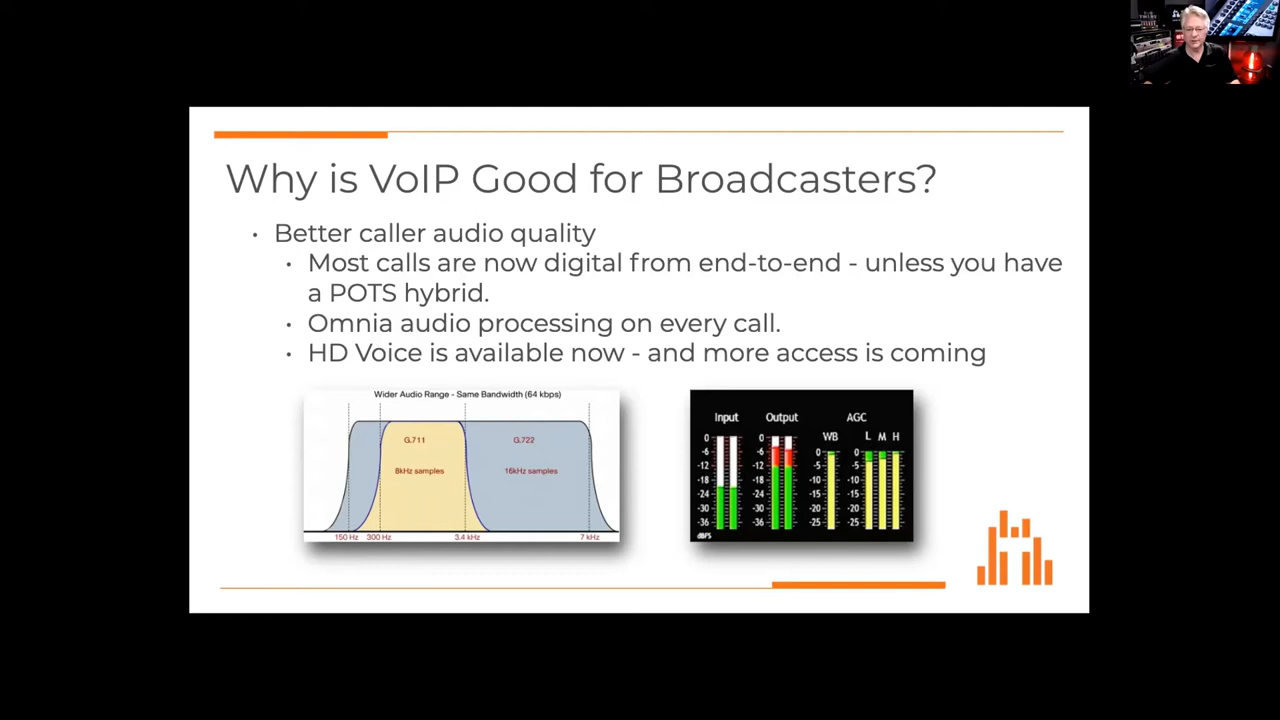 Why is VoIP Good for Broadcasters?
• Better caller audio quality
• Most calls are now digital from end-to-end - unless you have
a POTS hybrid.
• Omnia audio processing on every call.
• HD Voice is available now - and more access is coming
Wider Audio Range - Same Bandwidth (64 kbps)
G.711
G.722
8kHz samples
16kHz samples
150 Hz 300 Hz 3.4 kHz 7 kHz
Input Output AGC
WB L M H
0 0 0 0
-6 -6 -5 -5
-12 -12 -10 -10
-18 -18 -15 -15
-24 -24 -20 -20
-30 -30 -25 -25
-36 -36
dBFS